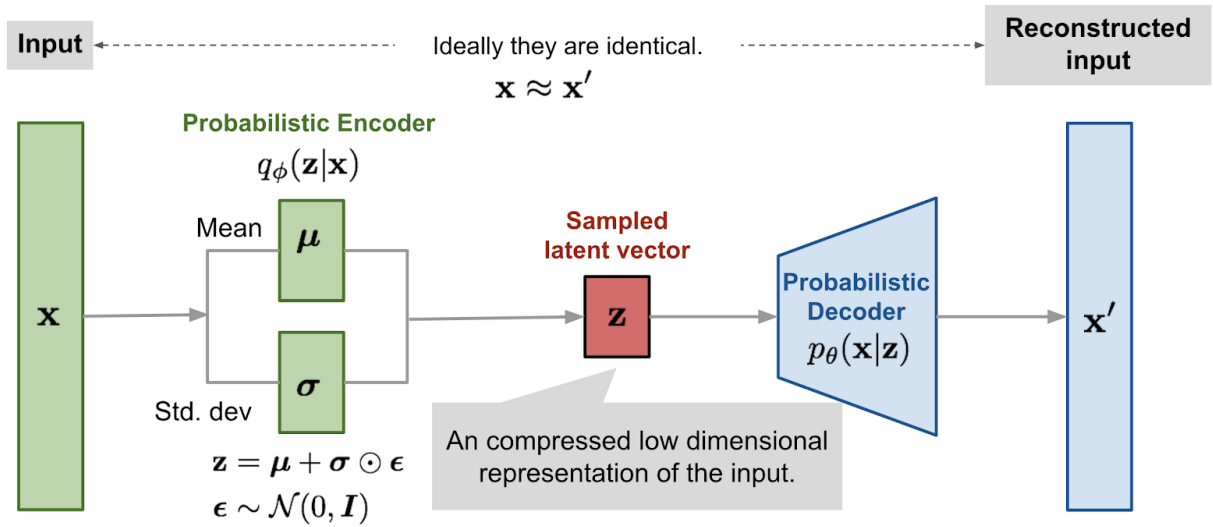 Input
Ideally they are identical.
x ≈ x′
Reconstructed
input
Probabilistic Encoder
qϕ(z|x)
Mean
μ
x
σ
Std. dev
z = μ + σ ⊙ ϵ
ϵ ∼ 𝒩(0, I)
Sampled
latent vector
z
An compressed low dimensional
representation of the input.
Probabilistic
Decoder
pθ(x|z)
x′